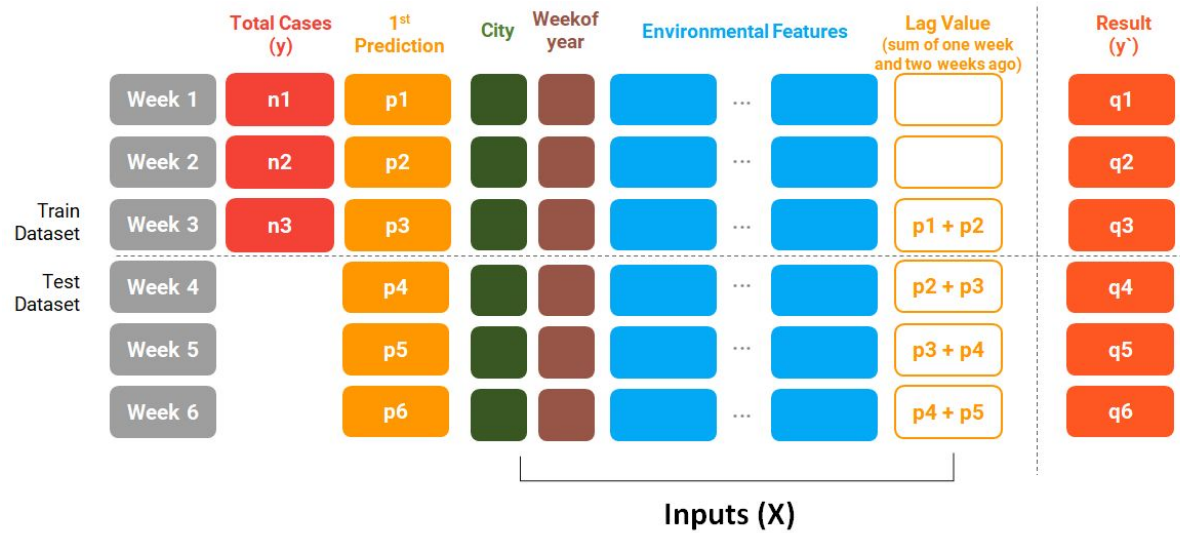 Total Cases
(y)
1st
Prediction
City
Weekof
year
Environmental Features
Lag Value
(sum of one week
and two weeks ago)
Result
(y`)
Week 1
n1
p1
...
q1
Week 2
n2
p2
...
q2
Train
Dataset
Week 3
n3
p3
...
p1 + p2
q3
Test
Dataset
Week 4
p4
...
p2 + p3
q4
Week 5
p5
...
p3 + p4
q5
Week 6
p6
...
p4 + p5
q6
Inputs (X)